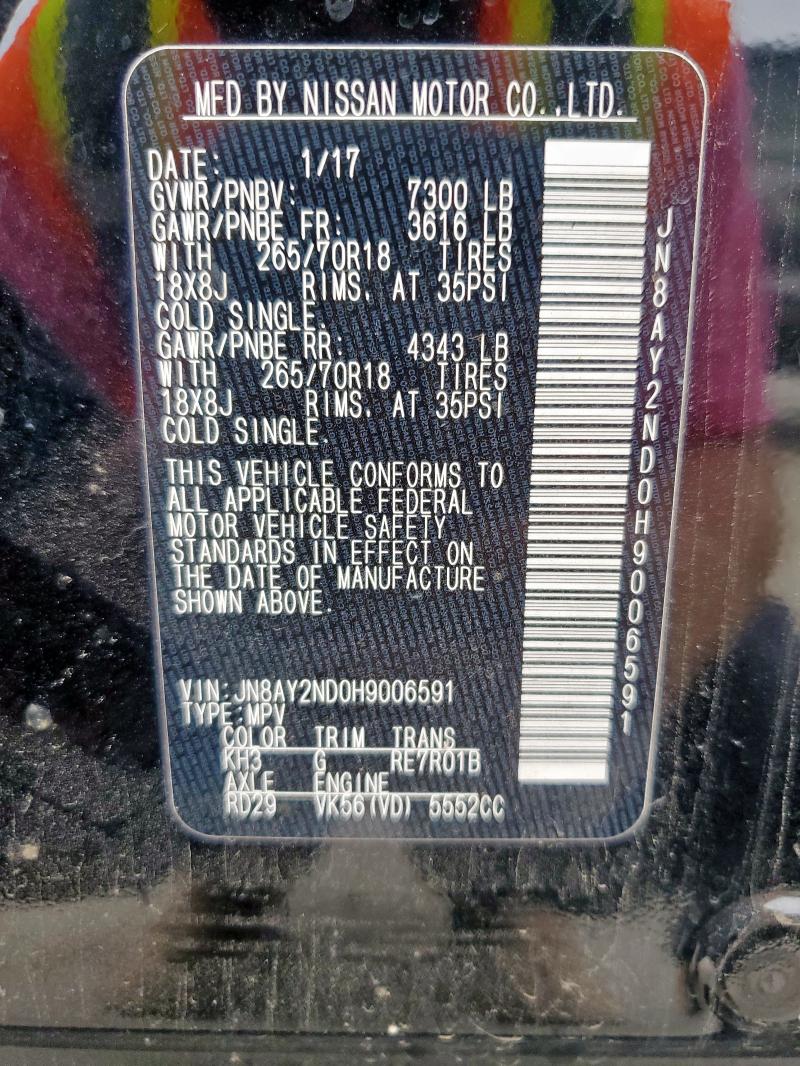 MFD BY NISSAN MOTOR CO.,LTD.
DATE: 1/17
GVWR/PNBV: 7300 LB
GAWR/PNBE FR: 3616 LB
WITH 265/70R18 TIRES
18X8J RIMS, AT 35PSI
COLD SINGLE.
GAWR/PNBE RR: 4343 LB
WITH 265/70R18 TIRES
18X8J RIMS. AT 35PSI
COLD SINGLE.
THIS VEHICLE CONFORMS TO
ALL APPLICABLE FEDERAL
MOTOR VEHICLE SAFETY
STANDARDS IN EFFECT ON
THE DATE OF MANUFACTURE
SHOWN ABOVE.
VIN:JN8AY2ND0H9006591
TYPE:MPV
COLOR TRIM TRANS
KH3 G RE7R01B
AXLE ENGINE
RD29 VK56(VD) 5552CC
JN8AY2ND0H9006591